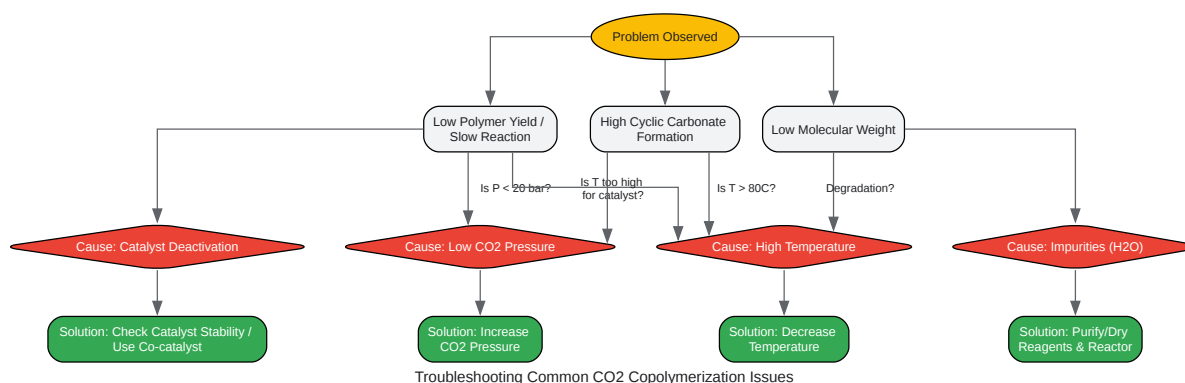 Problem Observed
Low Polymer Yield /
Slow Reaction
High Cyclic Carbonate
Formation
Low Molecular Weight
Is P < 20 bar?
Is T too high
for catalyst?
Is T > 80C?
Degradation?
Cause: Catalyst Deactivation
Cause: Low CO2 Pressure
Cause: High Temperature
Cause: Impurities (H2O)
Solution: Check Catalyst Stability /
Use Co-catalyst
Solution: Increase
CO2 Pressure
Solution: Decrease
Temperature
Solution: Purify/Dry
Reagents & Reactor
Troubleshooting Common CO2 Copolymerization Issues